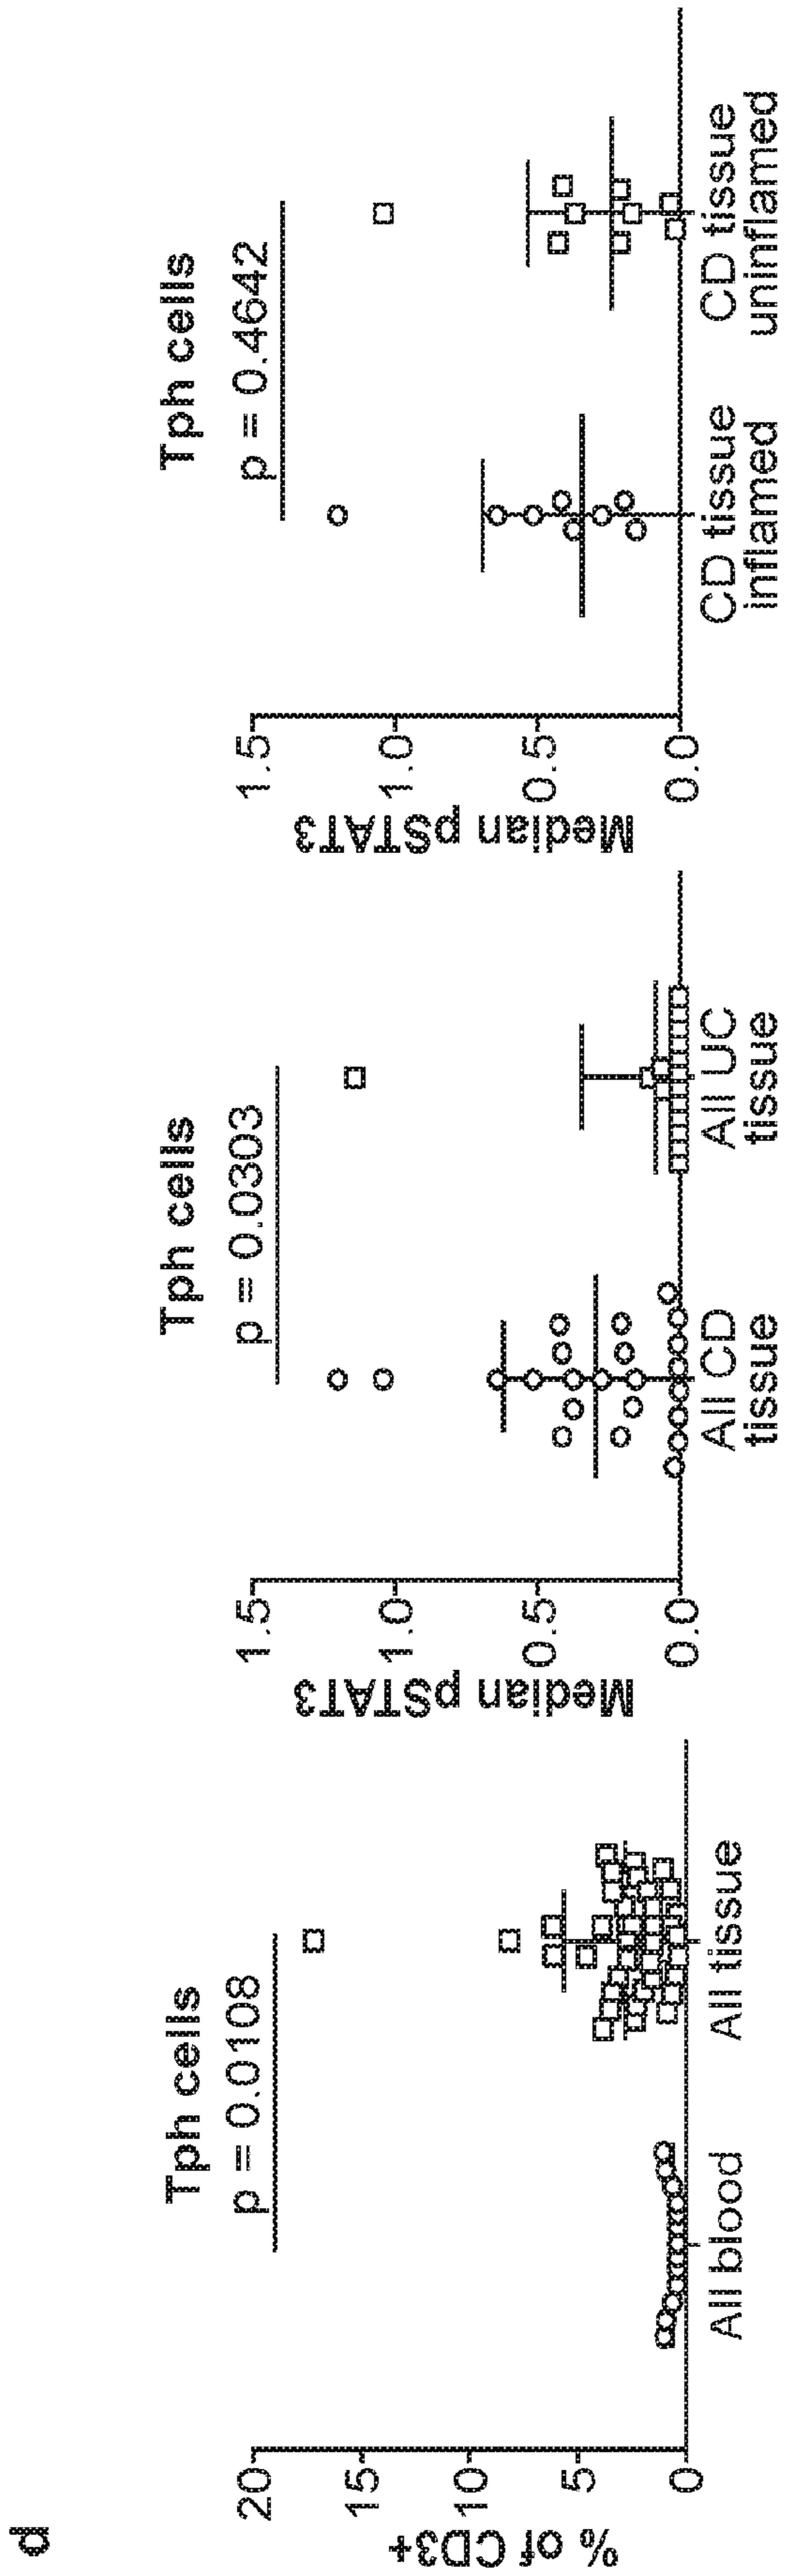 d
Tph cells
p = 0.0108
20
15
10
5
0
% of CD3+
All blood
All tissue
Tph cells
p = 0.0303
1.5
1.0
0.5
0.0
Median pSTAT3
All CD
tissue
All UC
tissue
Tph cells
p = 0.4642
1.5
1.0
0.5
0.0
Median pSTAT3
CD tissue
inflamed
CD tissue
uninflamed